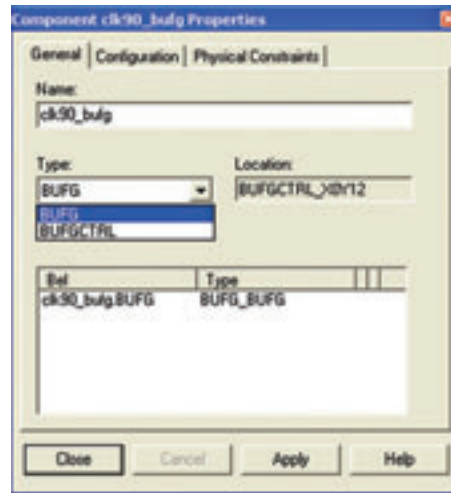 Component clk90_bufg Properties
General Configuration Physical Constraints
Name:
clk90_bufg
Type: Location:
BUFG BUFGCTRL_X0Y12
BUFG
BUFGCTRL
Bel Type
clk90_bufg.BUFG BUFG_BUFG
Close Cancel Apply Help